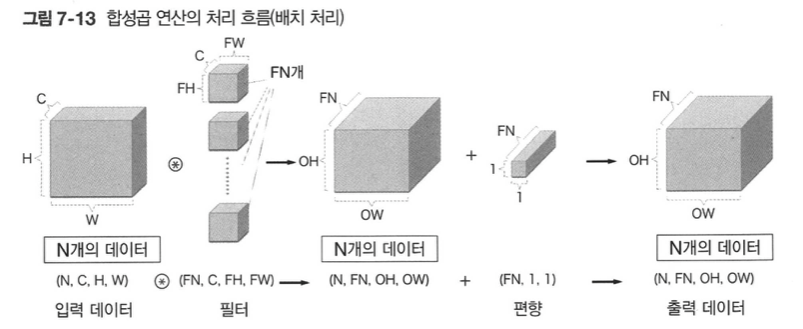 그림 7-13 합성곱 연산의 처리 흐름(배치 처리)
C
H
W
C
FW
FH
FN개
FN
OH
OW
+
FN
1
1
FN
OH
OW
N개의 데이터
N개의 데이터
N개의 데이터
(N, C, H, W) ⊛ (FN, C, FH, FW) → (N, FN, OH, OW) + (FN, 1, 1) → (N, FN, OH, OW)
입력 데이터 필터 편향 출력 데이터